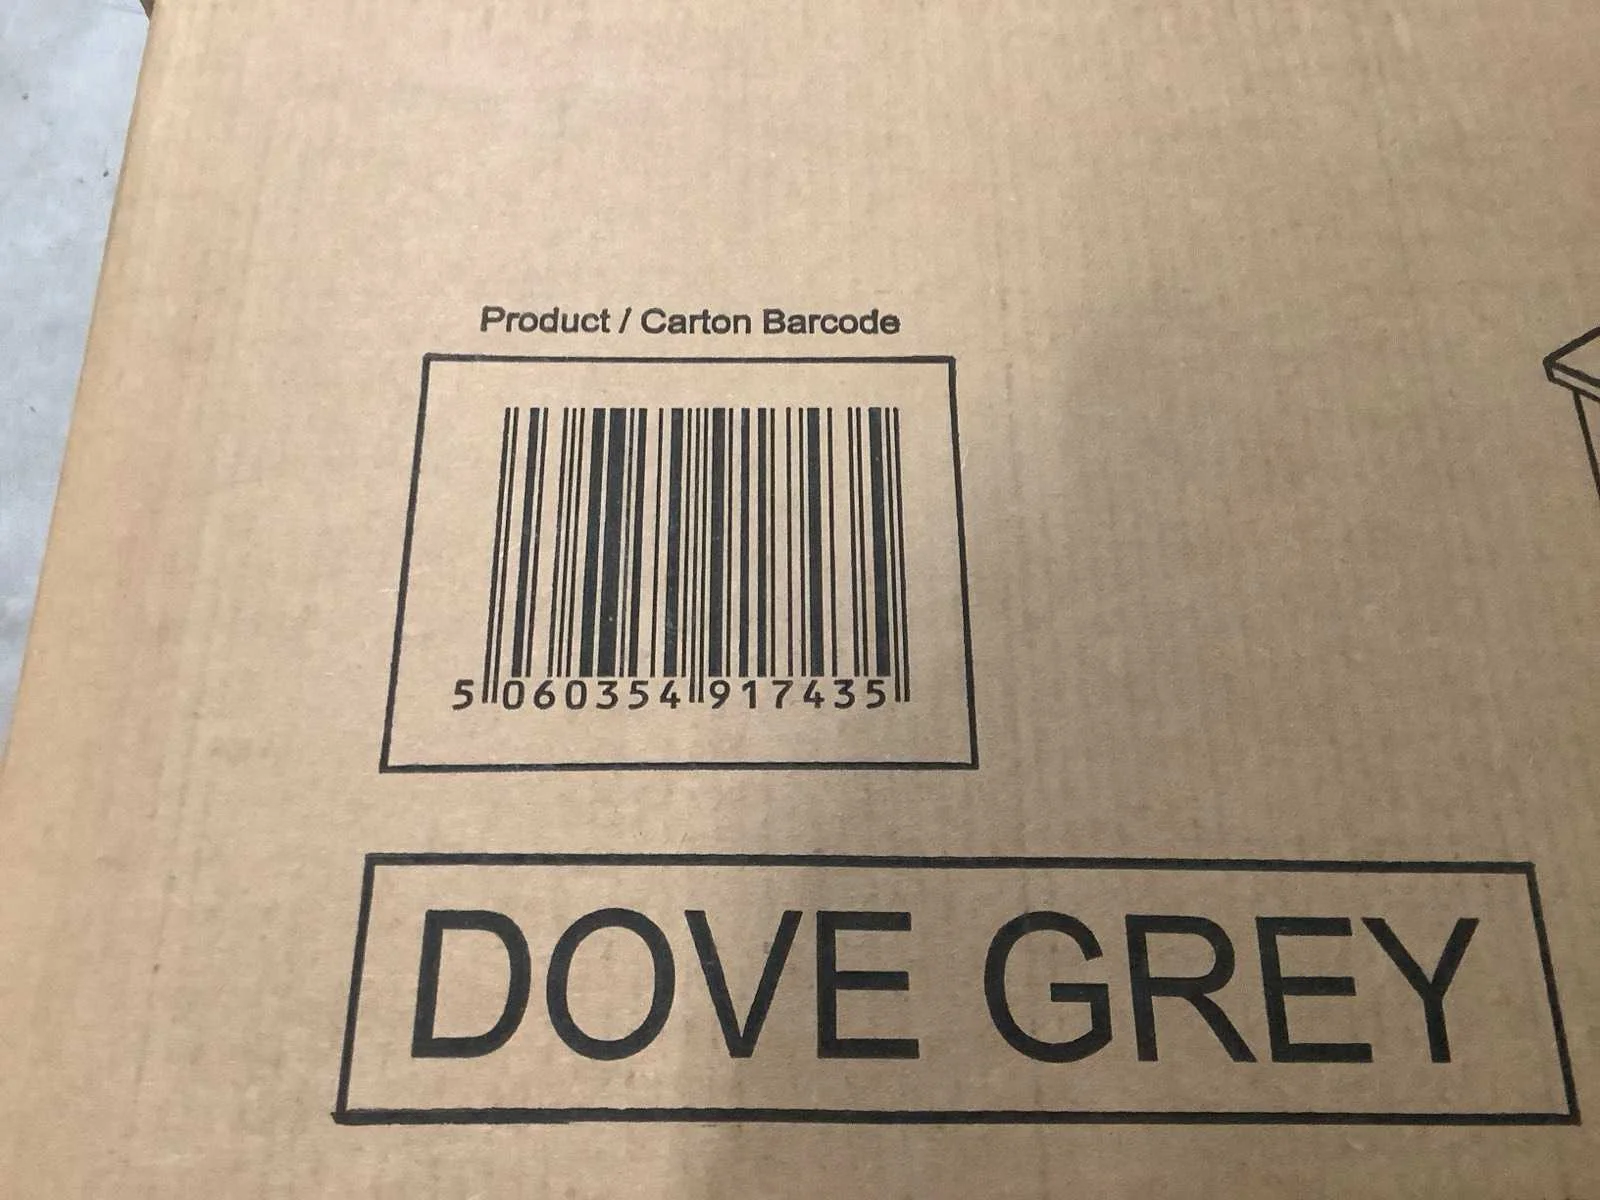 Product / Carton Barcode
5 060354 917435
DOVE GREY